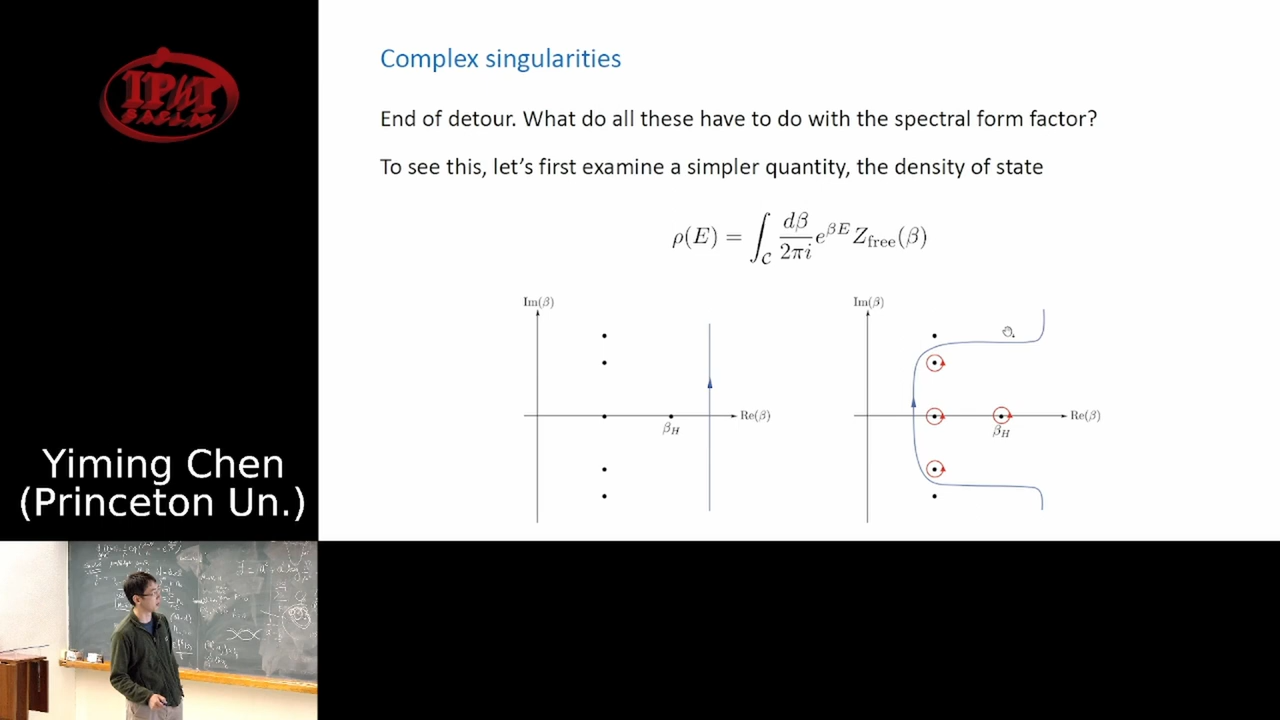 IPhT
SACLAY
Complex singularities
End of detour. What do all these have to do with the spectral form factor?
To see this, let's first examine a simpler quantity, the density of state
ρ(E) = ∫_C dβ/2πi e^{βE} Z_free(β)
Im(β)
Re(β)
β_H
Im(β)
Re(β)
β_H
Yiming Chen
(Princeton Un.)